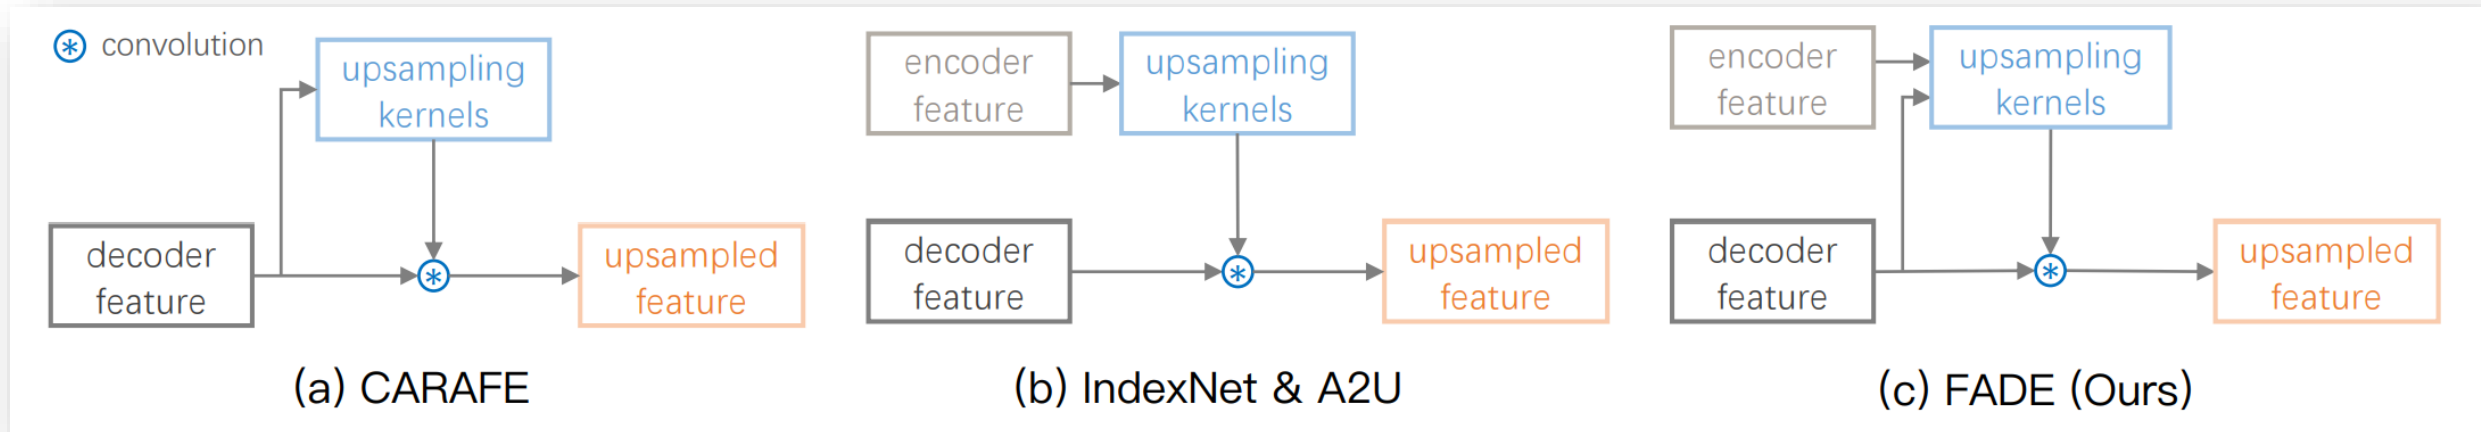 convolution
upsampling
kernels
decoder
feature
upsampled
feature
(a) CARAFE
encoder
feature
upsampling
kernels
decoder
feature
upsampled
feature
(b) IndexNet & A2U
encoder
feature
upsampling
kernels
decoder
feature
upsampled
feature
(c) FADE (Ours)